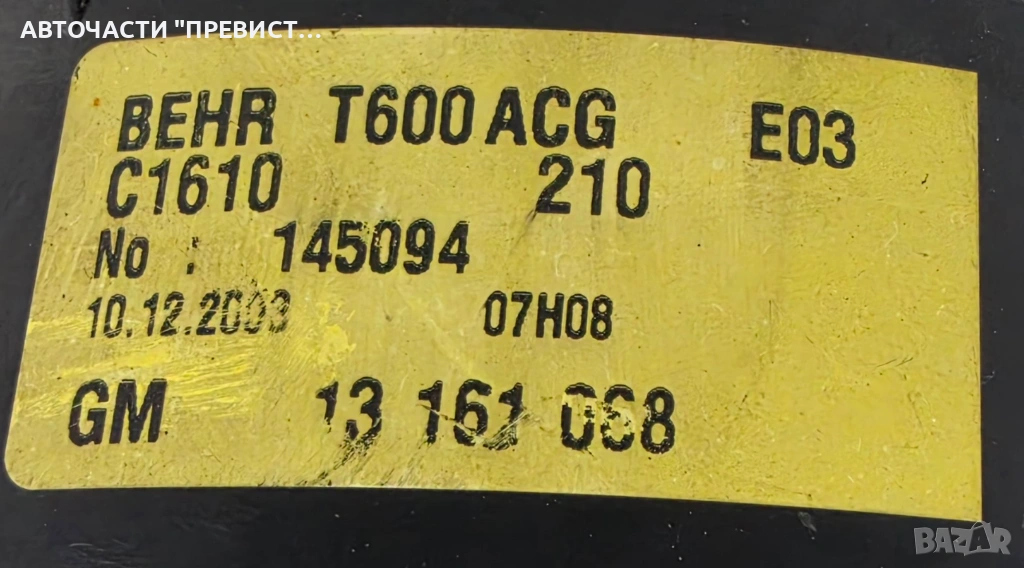 АВТОЧАСТИ "ПРЕВИСТ...
BEHR T600 ACG E03
C1610 210
No : 145094
10.12.2003 07H08
GM 13 161 068
BAZAR